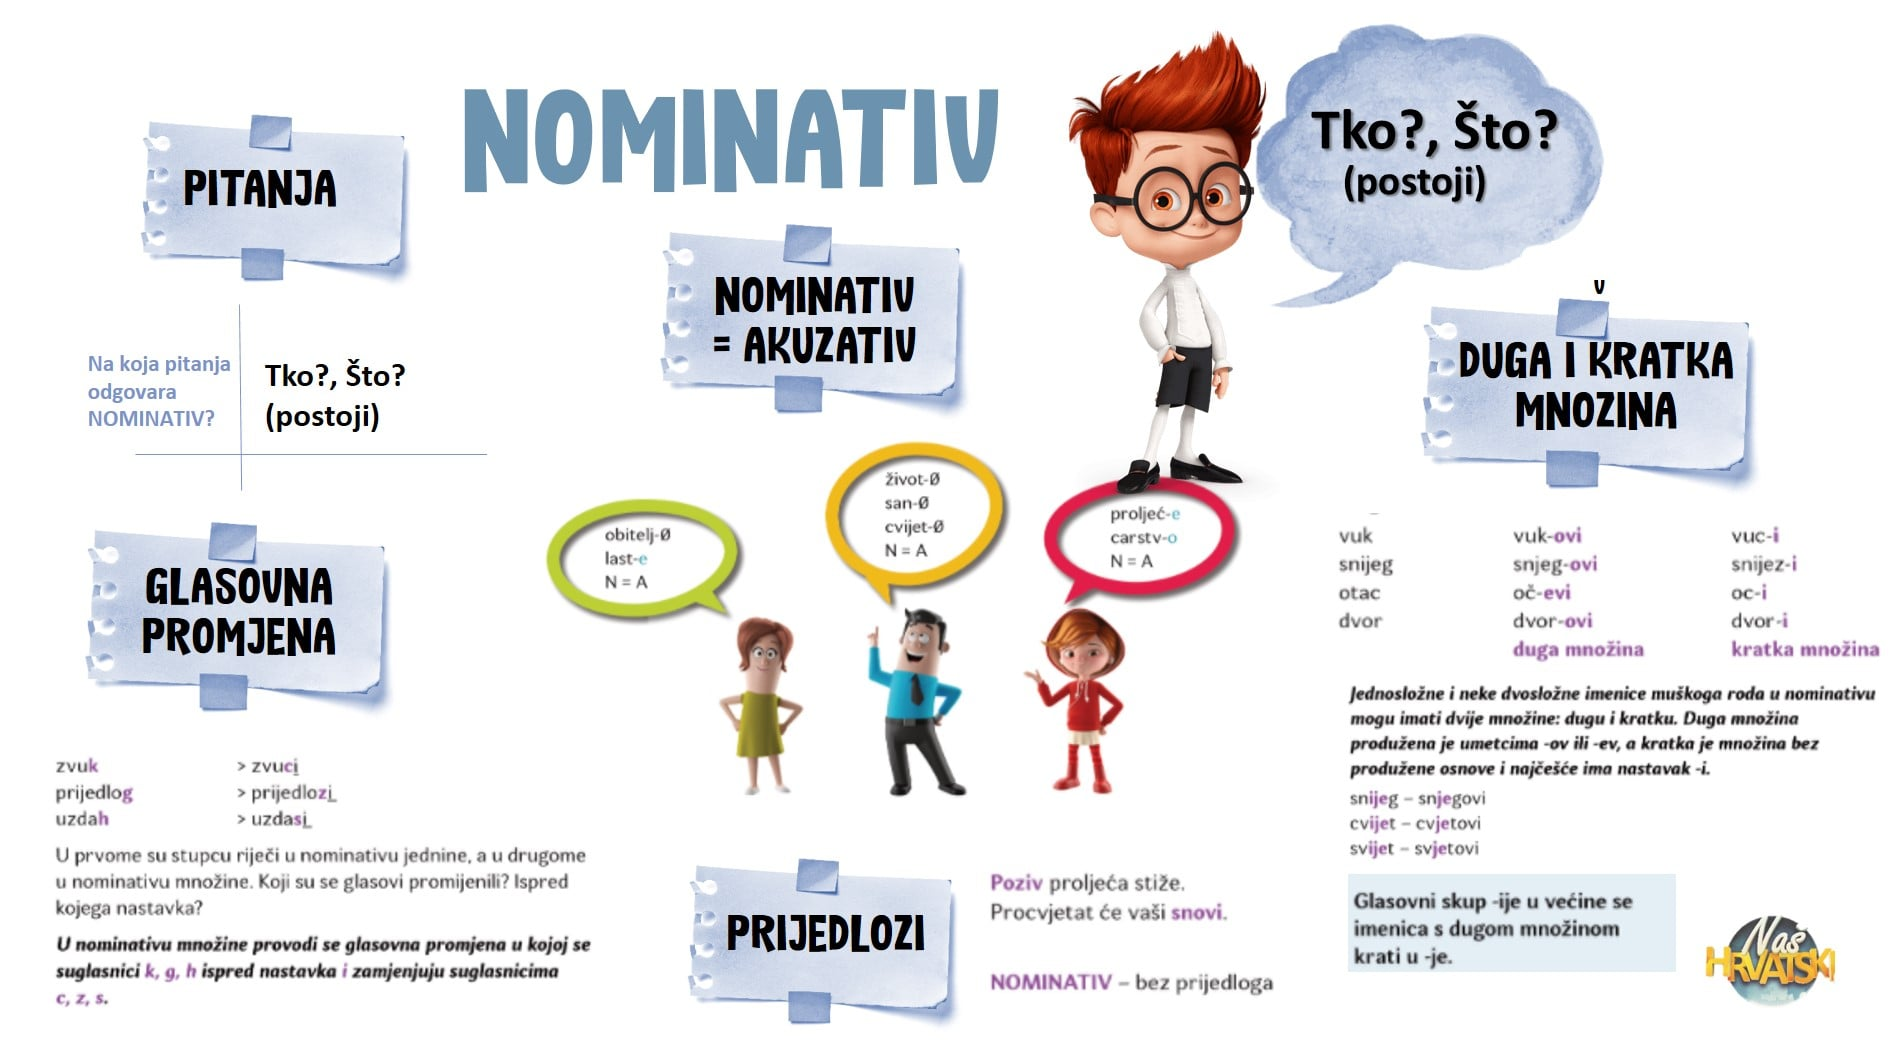 NOMINATIV
Tko?, Što?
(postoji)
PITANJA
Na koja pitanja
odgovara
NOMINATIV?
Tko?, Što?
(postoji)
GLASOVNA
PROMJENA
zvuk > zvuci
prijedlog > prijedlozi
uzdah > uzdasi
U prvome su stupcu riječi u nominativu jednine, a u drugome
u nominativu množine. Koji su se glasovi promijenili? Ispred
kojega nastavka?
U nominativu množine provodi se glasovna promjena u kojoj se
suglasnici k, g, h ispred nastavka i zamjenjuju suglasnicima
c, z, s.
NOMINATIV
= AKUZATIV
obitelj-Ø
last-e
N = A
život-Ø
san-Ø
cvijet-Ø
N = A
proljeć-e
carstv-o
N = A
PRIJEDLOZI
Poziv proljeća stiže.
Procvjetat će vaši snovi.
NOMINATIV – bez prijedloga
DUGA I KRATKA
MNOŽINA
vuk vuk-ovi vuc-i
snijeg snjeg-ovi snijez-i
otac oč-evi oc-i
dvor dvor-ovi dvor-i
duga množina kratka množina
Jednosložne i neke dvosložne imenice muškoga roda u nominativu
mogu imati dvije množine: dugu i kratku. Duga množina
produžena je umetcima -ov ili -ev, a kratka je množina bez
produžene osnove i najčešće ima nastavak -i.
snijeg – snjegovi
cvijet – cvjetovi
svijet – svjetovi
Glasovni skup -ije u većine se
imenica s dugom množinom
krati u -je.
Naš
HRVATSKI